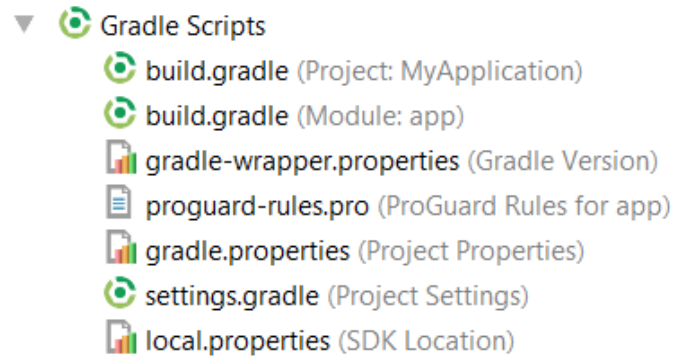 Gradle Scripts
build.gradle (Project: MyApplication)
build.gradle (Module: app)
gradle-wrapper.properties (Gradle Version)
proguard-rules.pro (ProGuard Rules for app)
gradle.properties (Project Properties)
settings.gradle (Project Settings)
local.properties (SDK Location)